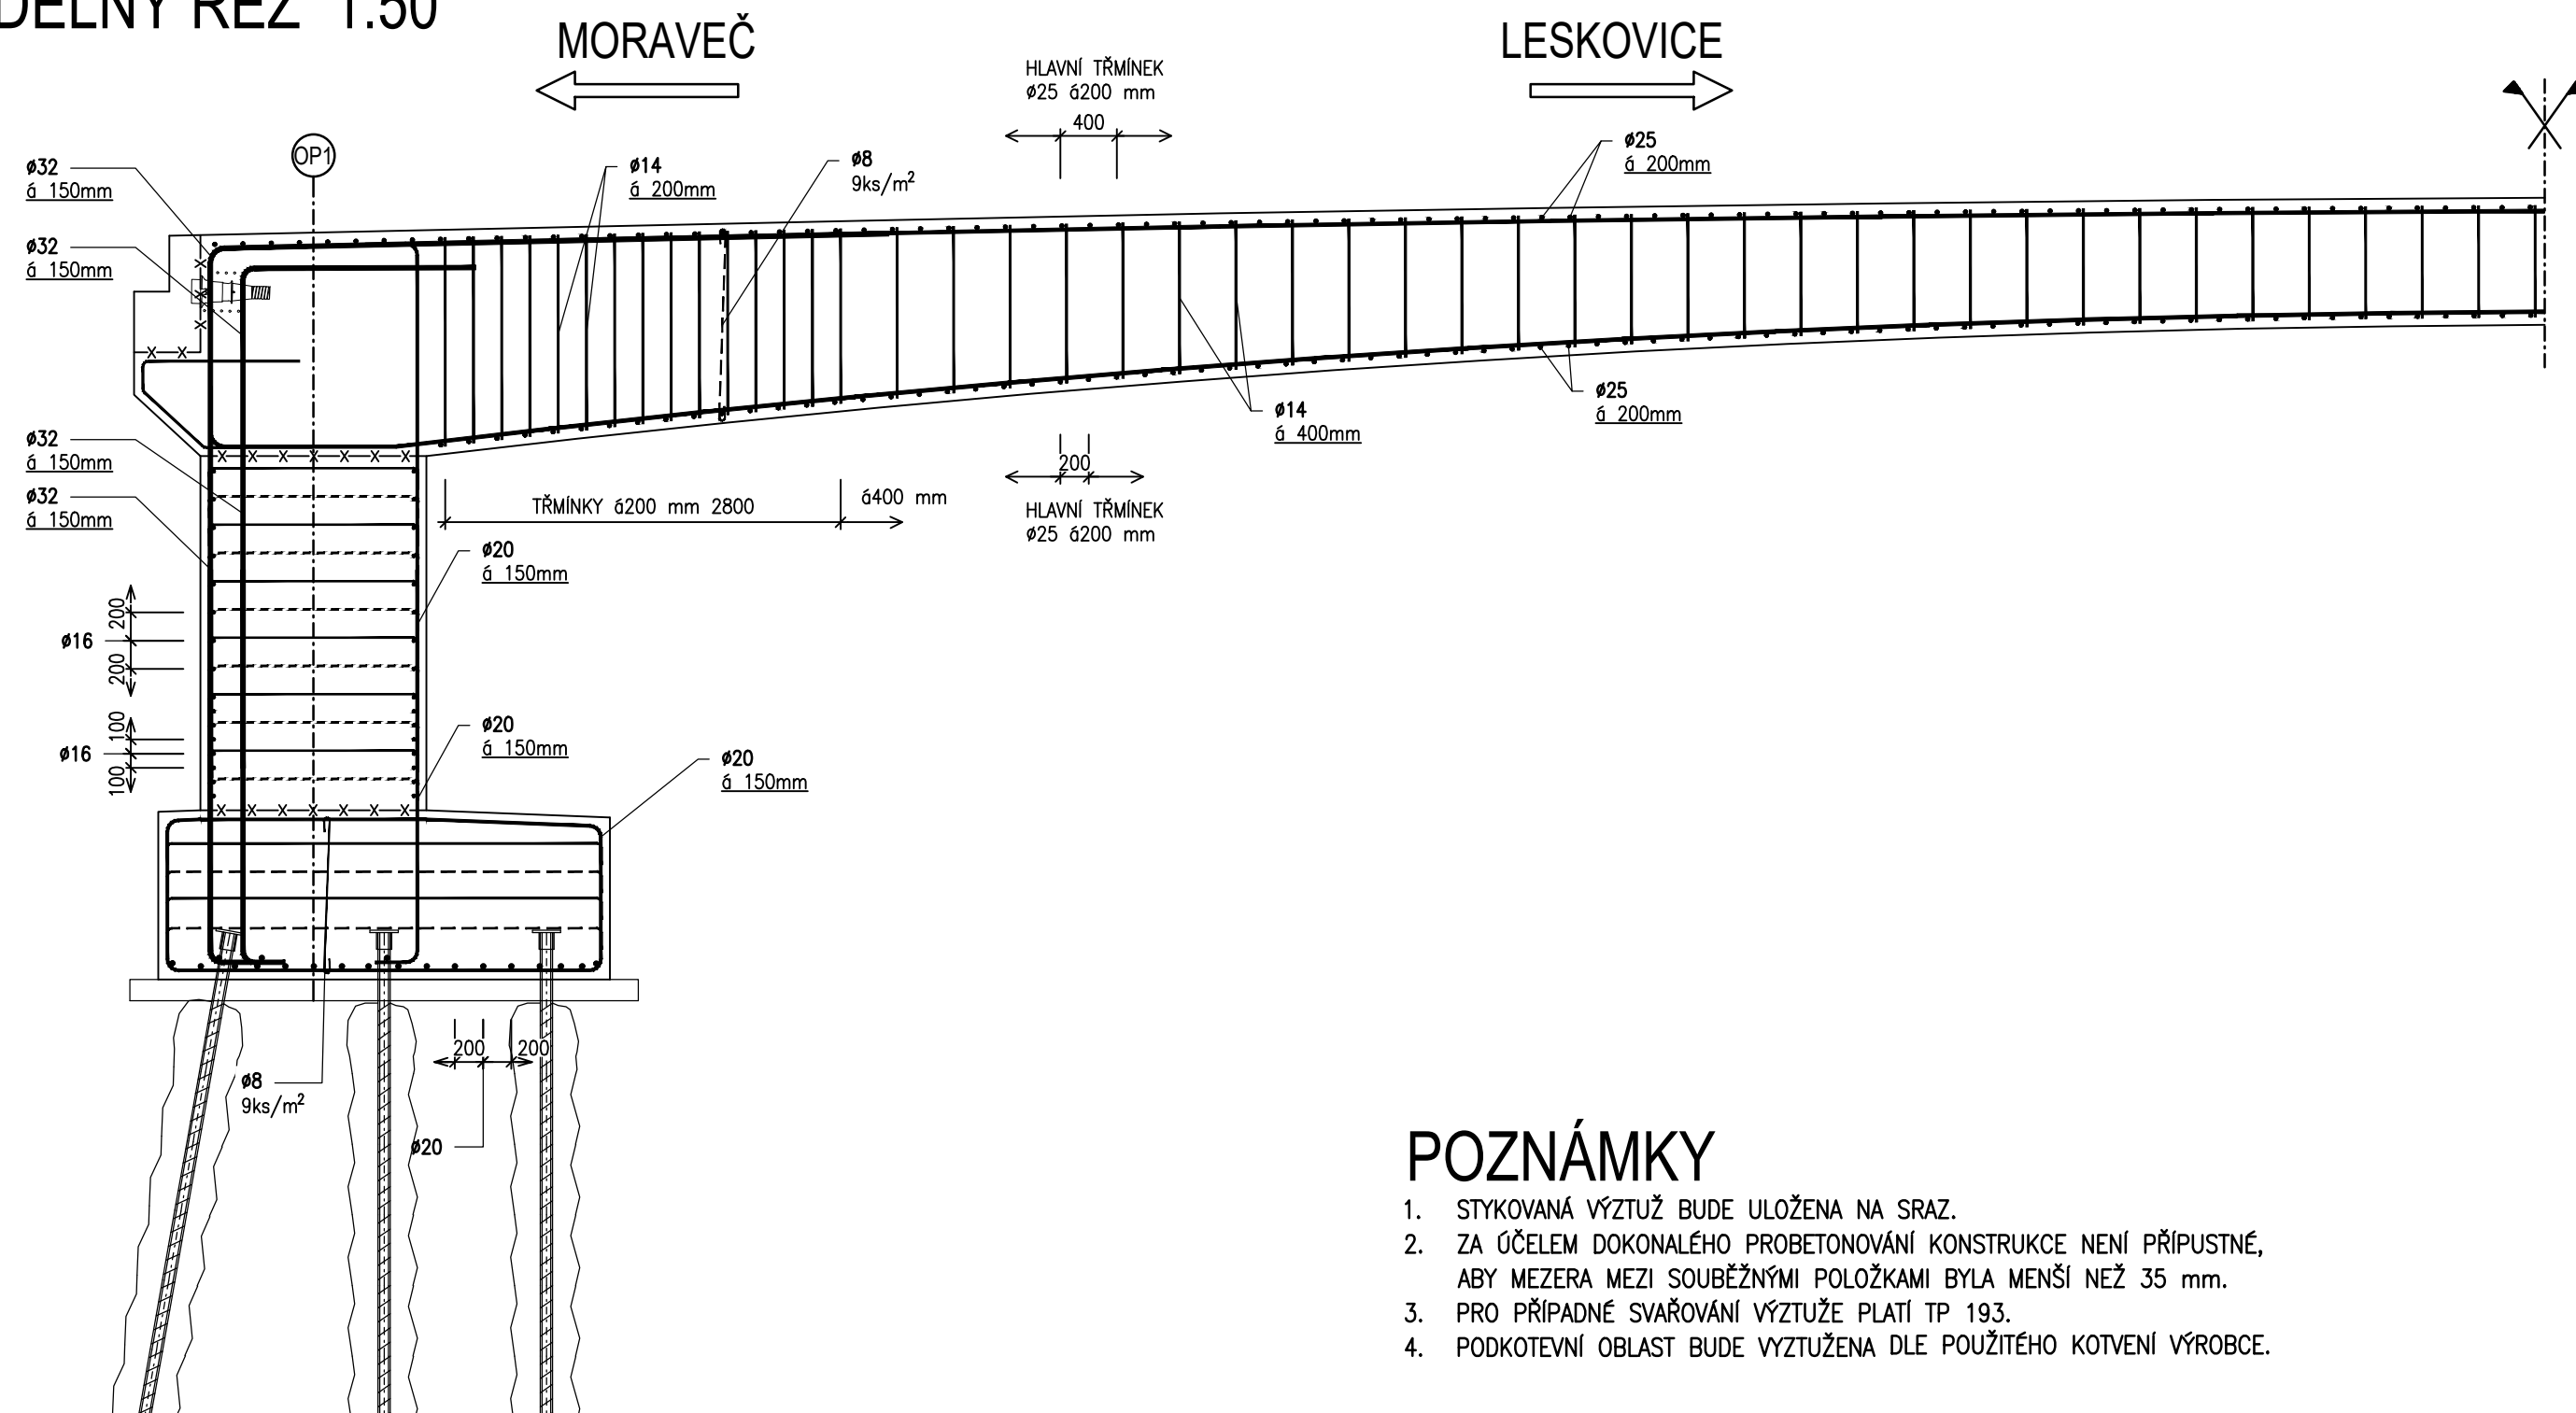 DÉLNÝ ŘEZ 1:50
MORAVEČ
LESKOVICE
HLAVNÍ TŘMÍNEK
ø25 á200 mm
400
OP1
ø32
á 150mm
ø14
á 200mm
ø8
9ks/m²
ø25
á 200mm
ø32
á 150mm
ø25
á 200mm
ø14
á 400mm
ø32
á 150mm
200
HLAVNÍ TŘMÍNEK
ø25 á200 mm
TŘMÍNKY á200 mm 2800
á400 mm
ø32
á 150mm
ø20
á 150mm
200
ø16
200
100
ø16
100
ø20
á 150mm
ø20
á 150mm
200
200
ø8
9ks/m²
ø20
POZNÁMKY
1. STYKOVANÁ VÝZTUŽ BUDE ULOŽENA NA SRAZ.
2. ZA ÚČELEM DOKONALÉHO PROBETONOVÁNÍ KONSTRUKCE NENÍ PŘÍPUSTNÉ,
ABY MEZERA MEZI SOUBĚŽNÝMI POLOŽKAMI BYLA MENŠÍ NEŽ 35 mm.
3. PRO PŘÍPADNÉ SVAŘOVÁNÍ VÝZTUŽE PLATÍ TP 193.
4. PODKOTEVNÍ OBLAST BUDE VYZTUŽENA DLE POUŽITÉHO KOTVENÍ VÝROBCE.